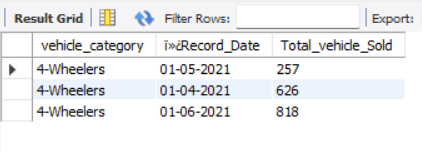 Result Grid Filter Rows: Export:
vehicle_category ï»¿Record_Date Total_vehicle_Sold
4-Wheelers 01-05-2021 257
4-Wheelers 01-04-2021 626
4-Wheelers 01-06-2021 818